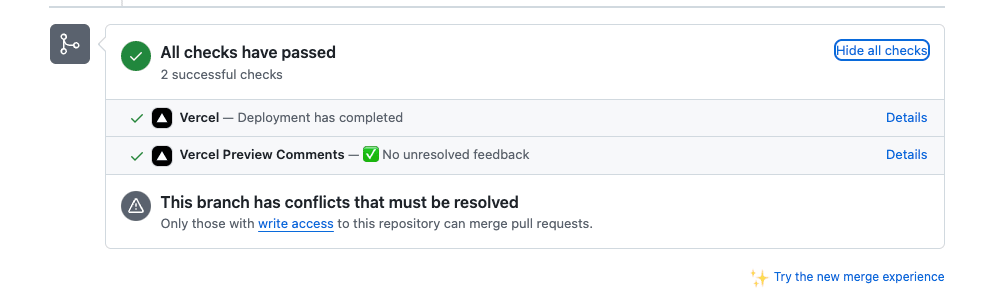 All checks have passed
Hide all checks
2 successful checks
Vercel — Deployment has completed
Details
Vercel Preview Comments — ✅ No unresolved feedback
Details
This branch has conflicts that must be resolved
Only those with write access to this repository can merge pull requests.
✨ Try the new merge experience